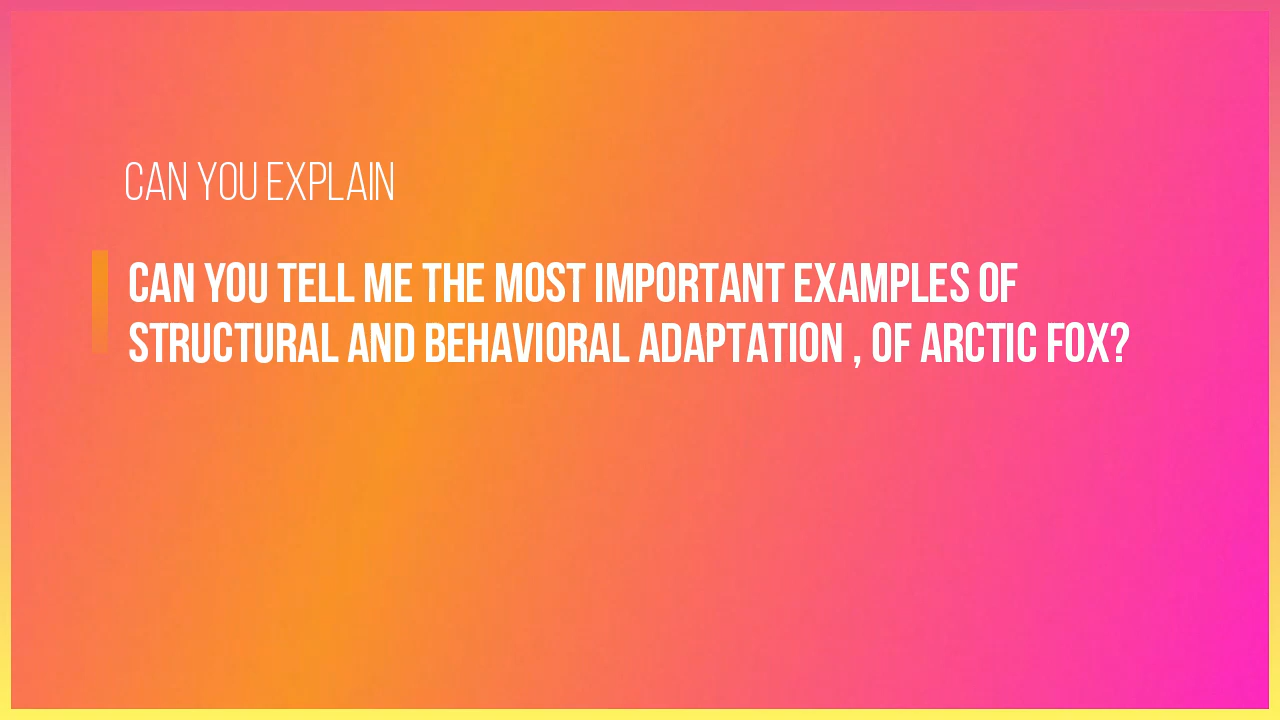 CAN YOU EXPLAIN
CAN YOU TELL ME THE MOST IMPORTANT EXAMPLES OF
STRUCTURAL AND BEHAVIORAL ADAPTATION , OF ARCTIC FOX?